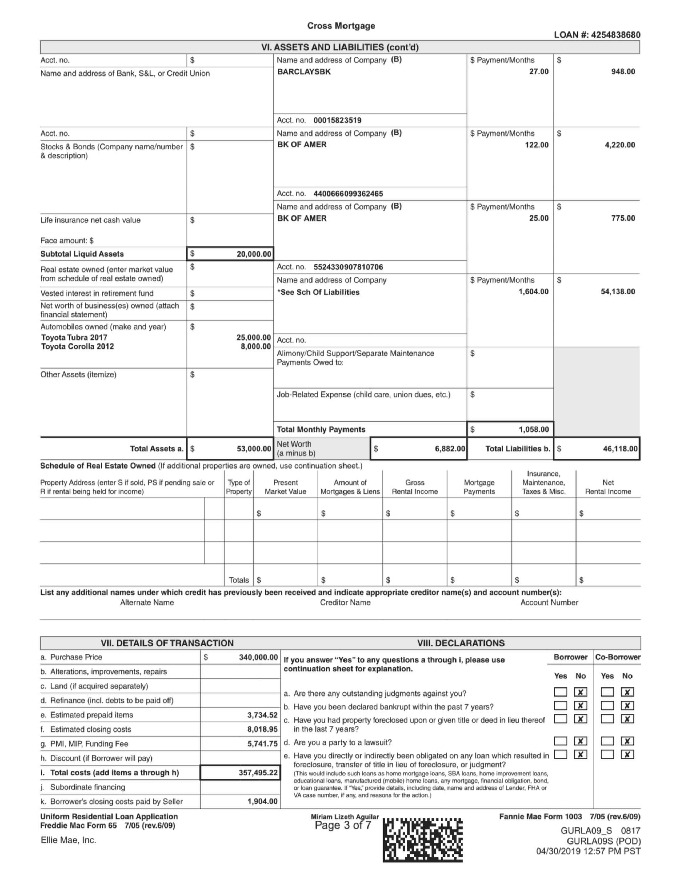 Cross Mortgage
LOAN #: 4254838680
VI. ASSETS AND LIABILITIES (cont'd)
Acct. no. $
Name and address of Bank, S&L, or Credit Union
Name and address of Company (B) $ Payment/Months $
BARCLAYSBK 27.00 948.00
Acct. no. 00015823519
Acct. no. $
Name and address of Company (B) $ Payment/Months $
Stocks & Bonds (Company name/number $
& description)
BK OF AMER 122.00 4,220.00
Acct. no. 4400666099362465
Name and address of Company (B) $ Payment/Months $
BK OF AMER 25.00 775.00
Life insurance net cash value $
Face amount: $
Subtotal Liquid Assets $ 20,000.00
Acct. no. 5524330907810706
Real estate owned (enter market value $
from schedule of real estate owned)
Name and address of Company $ Payment/Months $
*See Sch Of Liabilities 1,604.00 54,138.00
Vested interest in retirement fund $
Net worth of business(es) owned (attach $
financial statement)
Automobiles owned (make and year) $
Toyota Tubra 2017 25,000.00
Toyota Corolla 2012 8,000.00
Acct. no.
Alimony/Child Support/Separate Maintenance $
Payments Owed to:
Other Assets (itemize) $
Job-Related Expense (child care, union dues, etc.) $
Total Monthly Payments $ 1,058.00
Total Assets a. $ 53,000.00 Net Worth $ 6,882.00 Total Liabilities b. $ 46,118.00
(a minus b)
Schedule of Real Estate Owned (If additional properties are owned, use continuation sheet.)
Property Address (enter S if sold, PS if pending sale or
R if rental being held for income)
Type of
Property
Present
Market Value
Amount of
Mortgages & Liens
Gross
Rental Income
Mortgage
Payments
Insurance,
Maintenance,
Taxes & Misc.
Net
Rental Income
$ $ $ $ $ $
Totals $ $ $ $ $ $
List any additional names under which credit has previously been received and indicate appropriate creditor name(s) and account number(s):
Alternate Name Creditor Name Account Number
VII. DETAILS OF TRANSACTION
a. Purchase Price $ 340,000.00
b. Alterations, improvements, repairs
c. Land (if acquired separately)
d. Refinance (incl. debts to be paid off)
e. Estimated prepaid items 3,734.52
f. Estimated closing costs 8,018.95
g. PMI, MIP, Funding Fee 5,741.75
h. Discount (if Borrower will pay)
i. Total costs (add items a through h) 357,495.22
j. Subordinate financing
k. Borrower's closing costs paid by Seller 1,904.00
VIII. DECLARATIONS
If you answer "Yes" to any questions a through i, please use
continuation sheet for explanation.
Borrower Co-Borrower
Yes No Yes No
a. Are there any outstanding judgments against you? X X
b. Have you been declared bankrupt within the past 7 years? X X
c. Have you had property foreclosed upon or given title or deed in lieu thereof X X
in the last 7 years?
d. Are you a party to a lawsuit? X X
e. Have you directly or indirectly been obligated on any loan which resulted in X X
foreclosure, transfer of title in lieu of foreclosure, or judgment?
(This would include such loans as home mortgage loans, SBA loans, home improvement loans,
educational loans, manufactured (mobile) home loans, any mortgage, financial obligation, bond,
or loan guarantee. If "Yes," provide details, including date, name and address of Lender, FHA or
VA case number, if any, and reasons for the action.)
Uniform Residential Loan Application
Freddie Mac Form 65 7/05 (rev.6/09)
Miriam Lizeth Aguilar
Page 3 of 7
Fannie Mae Form 1003 7/05 (rev.6/09)
Ellie Mae, Inc.
GURLA09_S 0817
GURLA09S (POD)
04/30/2019 12:57 PM PST